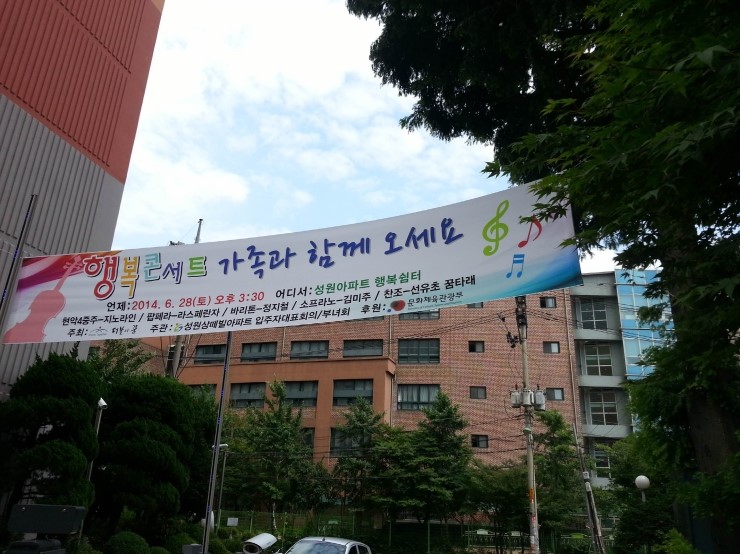 행복콘서트 가족과 함께 오세요
언제:2014. 6. 28(토) 오후 3:30 어디서:성원아파트 행복쉼터
현악4중주-지노라인 / 팝페라-라스페란자 / 바리톤-정지철 / 소프라노-김미주 / 찬조-선유초 꿈타래
주최: 주관: 성원상떼빌아파트 입주자대표회의/부녀회 후원: 문화체육관광부